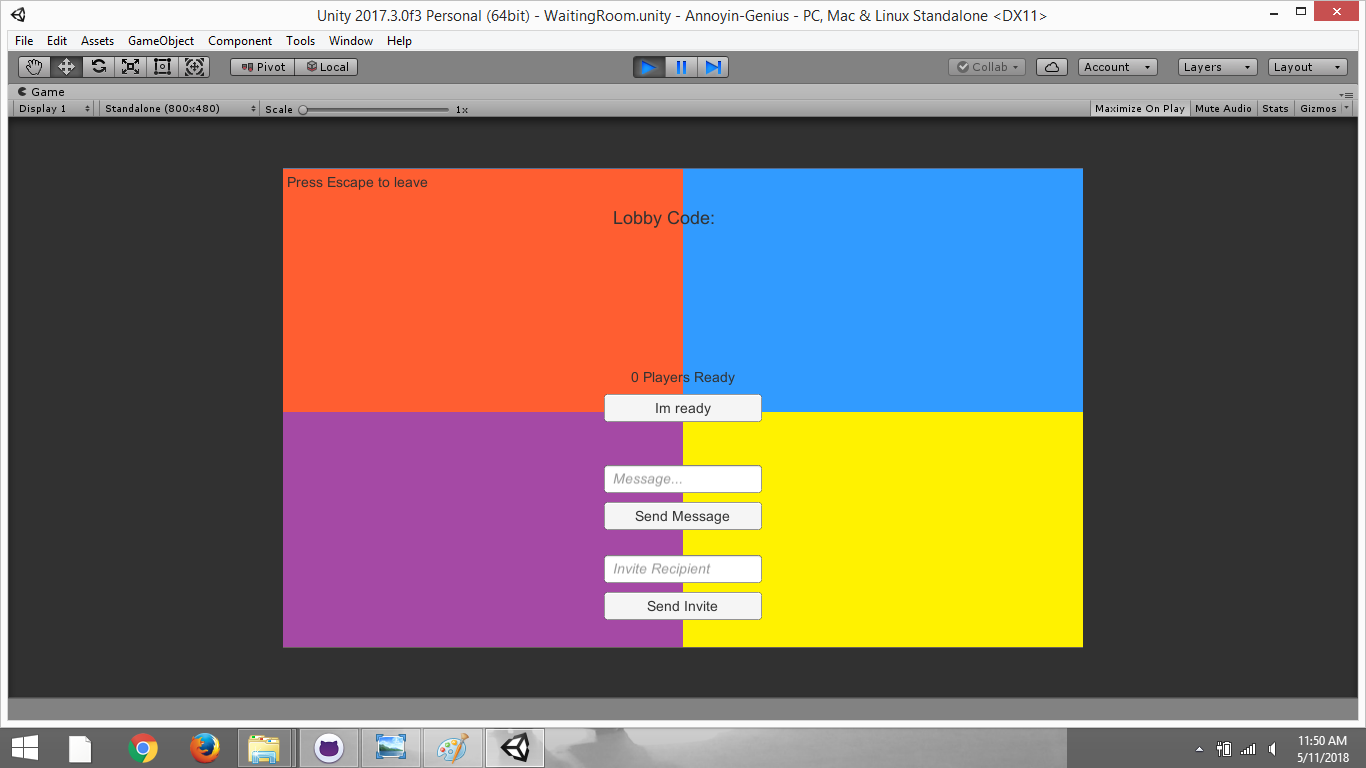 Unity 2017.3.0f3 Personal (64bit) - WaitingRoom.unity - Annoyin-Genius - PC, Mac & Linux Standalone <DX11>
File Edit Assets GameObject Component Tools Window Help
Pivot Local Collab Account Layers Layout
Game
Display 1 Standalone (800x480) Scale 1x Maximize On Play Mute Audio Stats Gizmos
Press Escape to leave
Lobby Code:
0 Players Ready
Im ready
Message...
Send Message
Invite Recipient
Send Invite
11:50 AM
5/11/2018